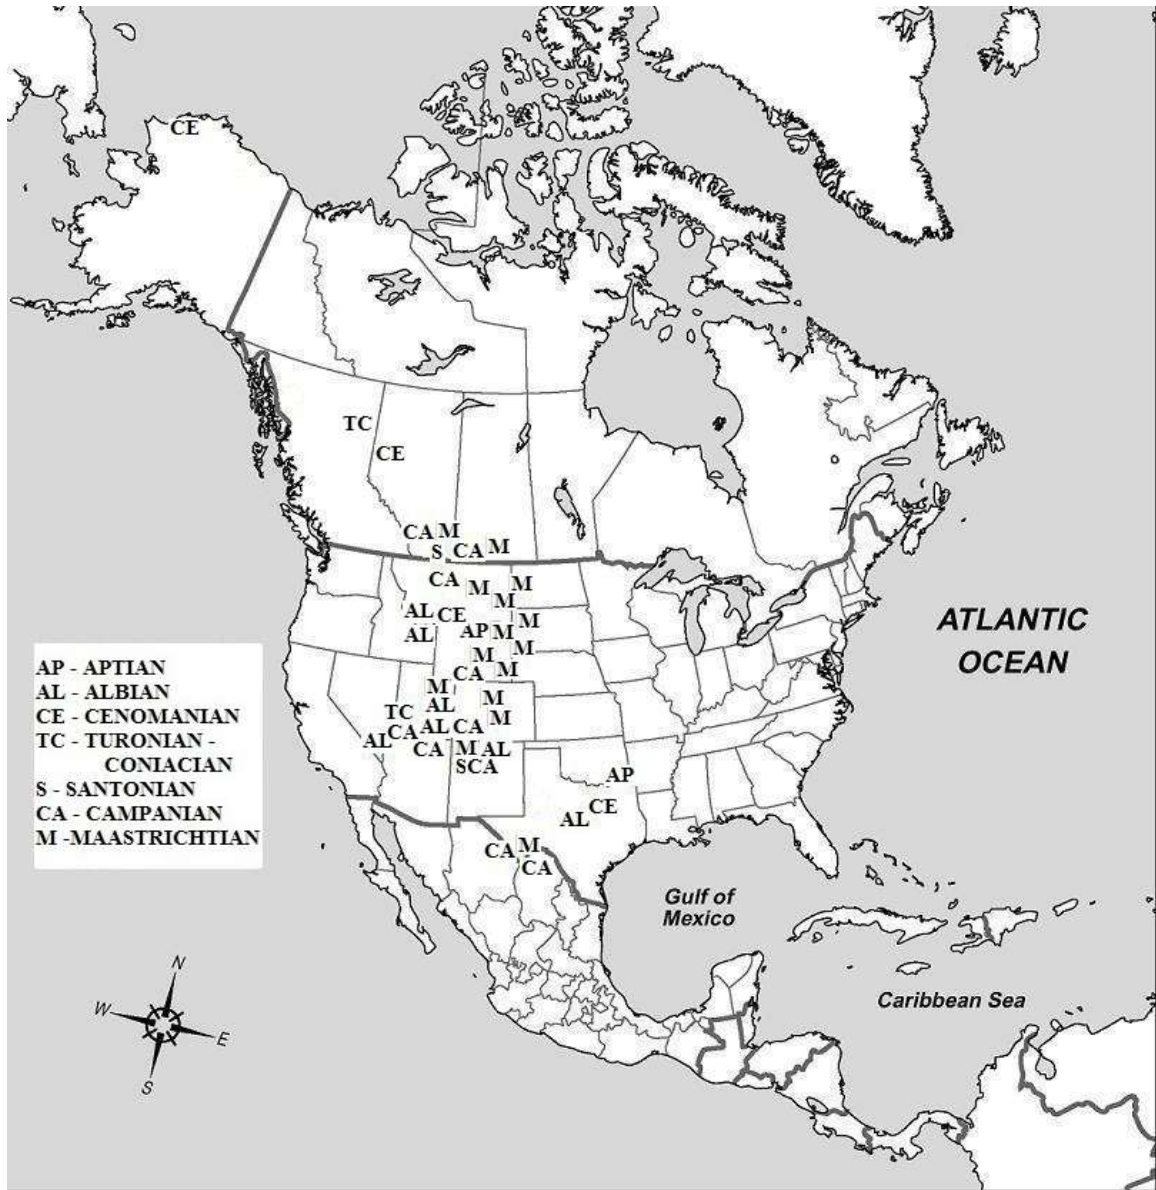 CE
TC
CE
CA M
S CA M
CA M M
M
AL CE M
AL AP M
M M
CA M
M M
AL
TC M
CA AL CA
AL CA M AL
SCA
AP
CE
AL
CA M
CA
ATLANTIC
OCEAN
AP - APTIAN
AL - ALBIAN
CE - CENOMANIAN
TC - TURONIAN -
CONIACIAN
S - SANTONIAN
CA - CAMPANIAN
M -MAASTRICHTIAN
Gulf of
Mexico
Caribbean Sea
N
W
E
S